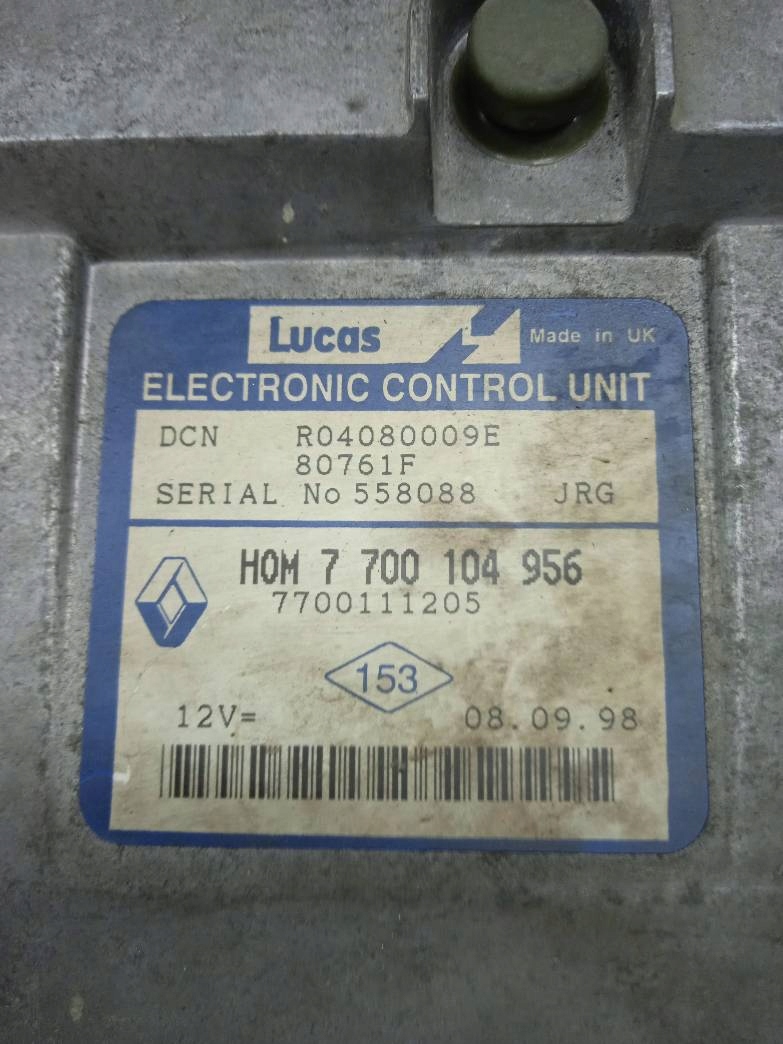 Lucas
Made in UK
ELECTRONIC CONTROL UNIT
DCN R04080009E
80761F
SERIAL No 558088 JRG
HOM 7 700 104 956
7700111205
153
12V=
08.09.98